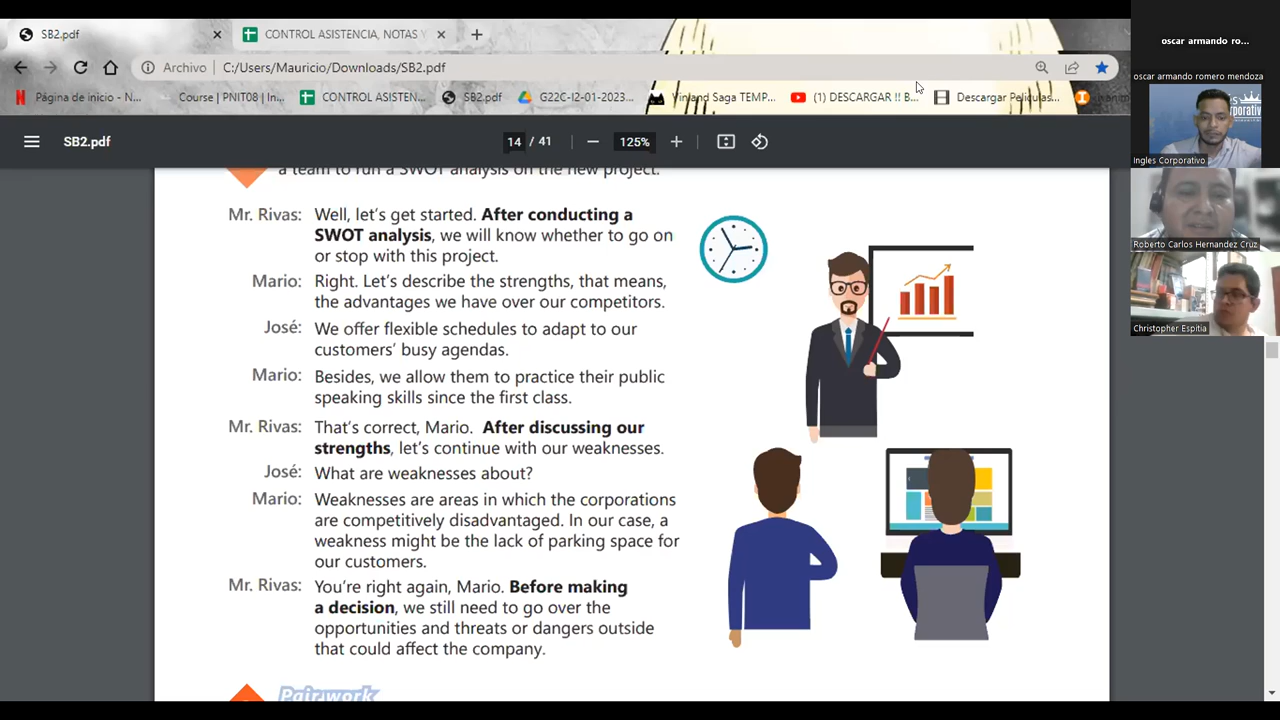 SB2.pdf
CONTROL ASISTENCIA, NOTAS Y
Archivo
C:/Users/Mauricio/Downloads/SB2.pdf
Página de inicio - N...
Course | PNIT08 | In...
CONTROL ASISTEN...
SB2.pdf
G22C-I2-01-2023...
Vinland Saga TEMP...
(1) DESCARGAR !! B...
Descargar Peliculas...
SB2.pdf
14 / 41
125%
a team to run a SWOT analysis on the new project.
Mr. Rivas: Well, let's get started. After conducting a
SWOT analysis, we will know whether to go on
or stop with this project.
Mario: Right. Let's describe the strengths, that means,
the advantages we have over our competitors.
José: We offer flexible schedules to adapt to our
customers' busy agendas.
Mario: Besides, we allow them to practice their public
speaking skills since the first class.
Mr. Rivas: That's correct, Mario. After discussing our
strengths, let's continue with our weaknesses.
José: What are weaknesses about?
Mario: Weaknesses are areas in which the corporations
are competitively disadvantaged. In our case, a
weakness might be the lack of parking space for
our customers.
Mr. Rivas: You're right again, Mario. Before making
a decision, we still need to go over the
opportunities and threats or dangers outside
that could affect the company.
Pair work
oscar armando ro...
oscar armando romero mendoza
Ingles Corporativo
Roberto Carlos Hernandez Cruz
Christopher Espitia